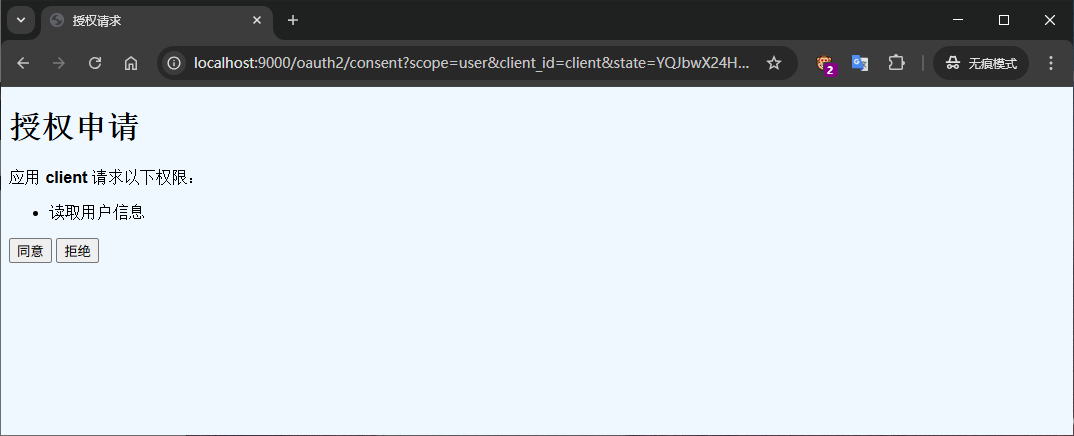 授权请求
localhost:9000/oauth2/consent?scope=user&client_id=client&state=YQJbwX24H...
2
无痕模式
授权申请
应用 client 请求以下权限：
• 读取用户信息
同意 拒绝